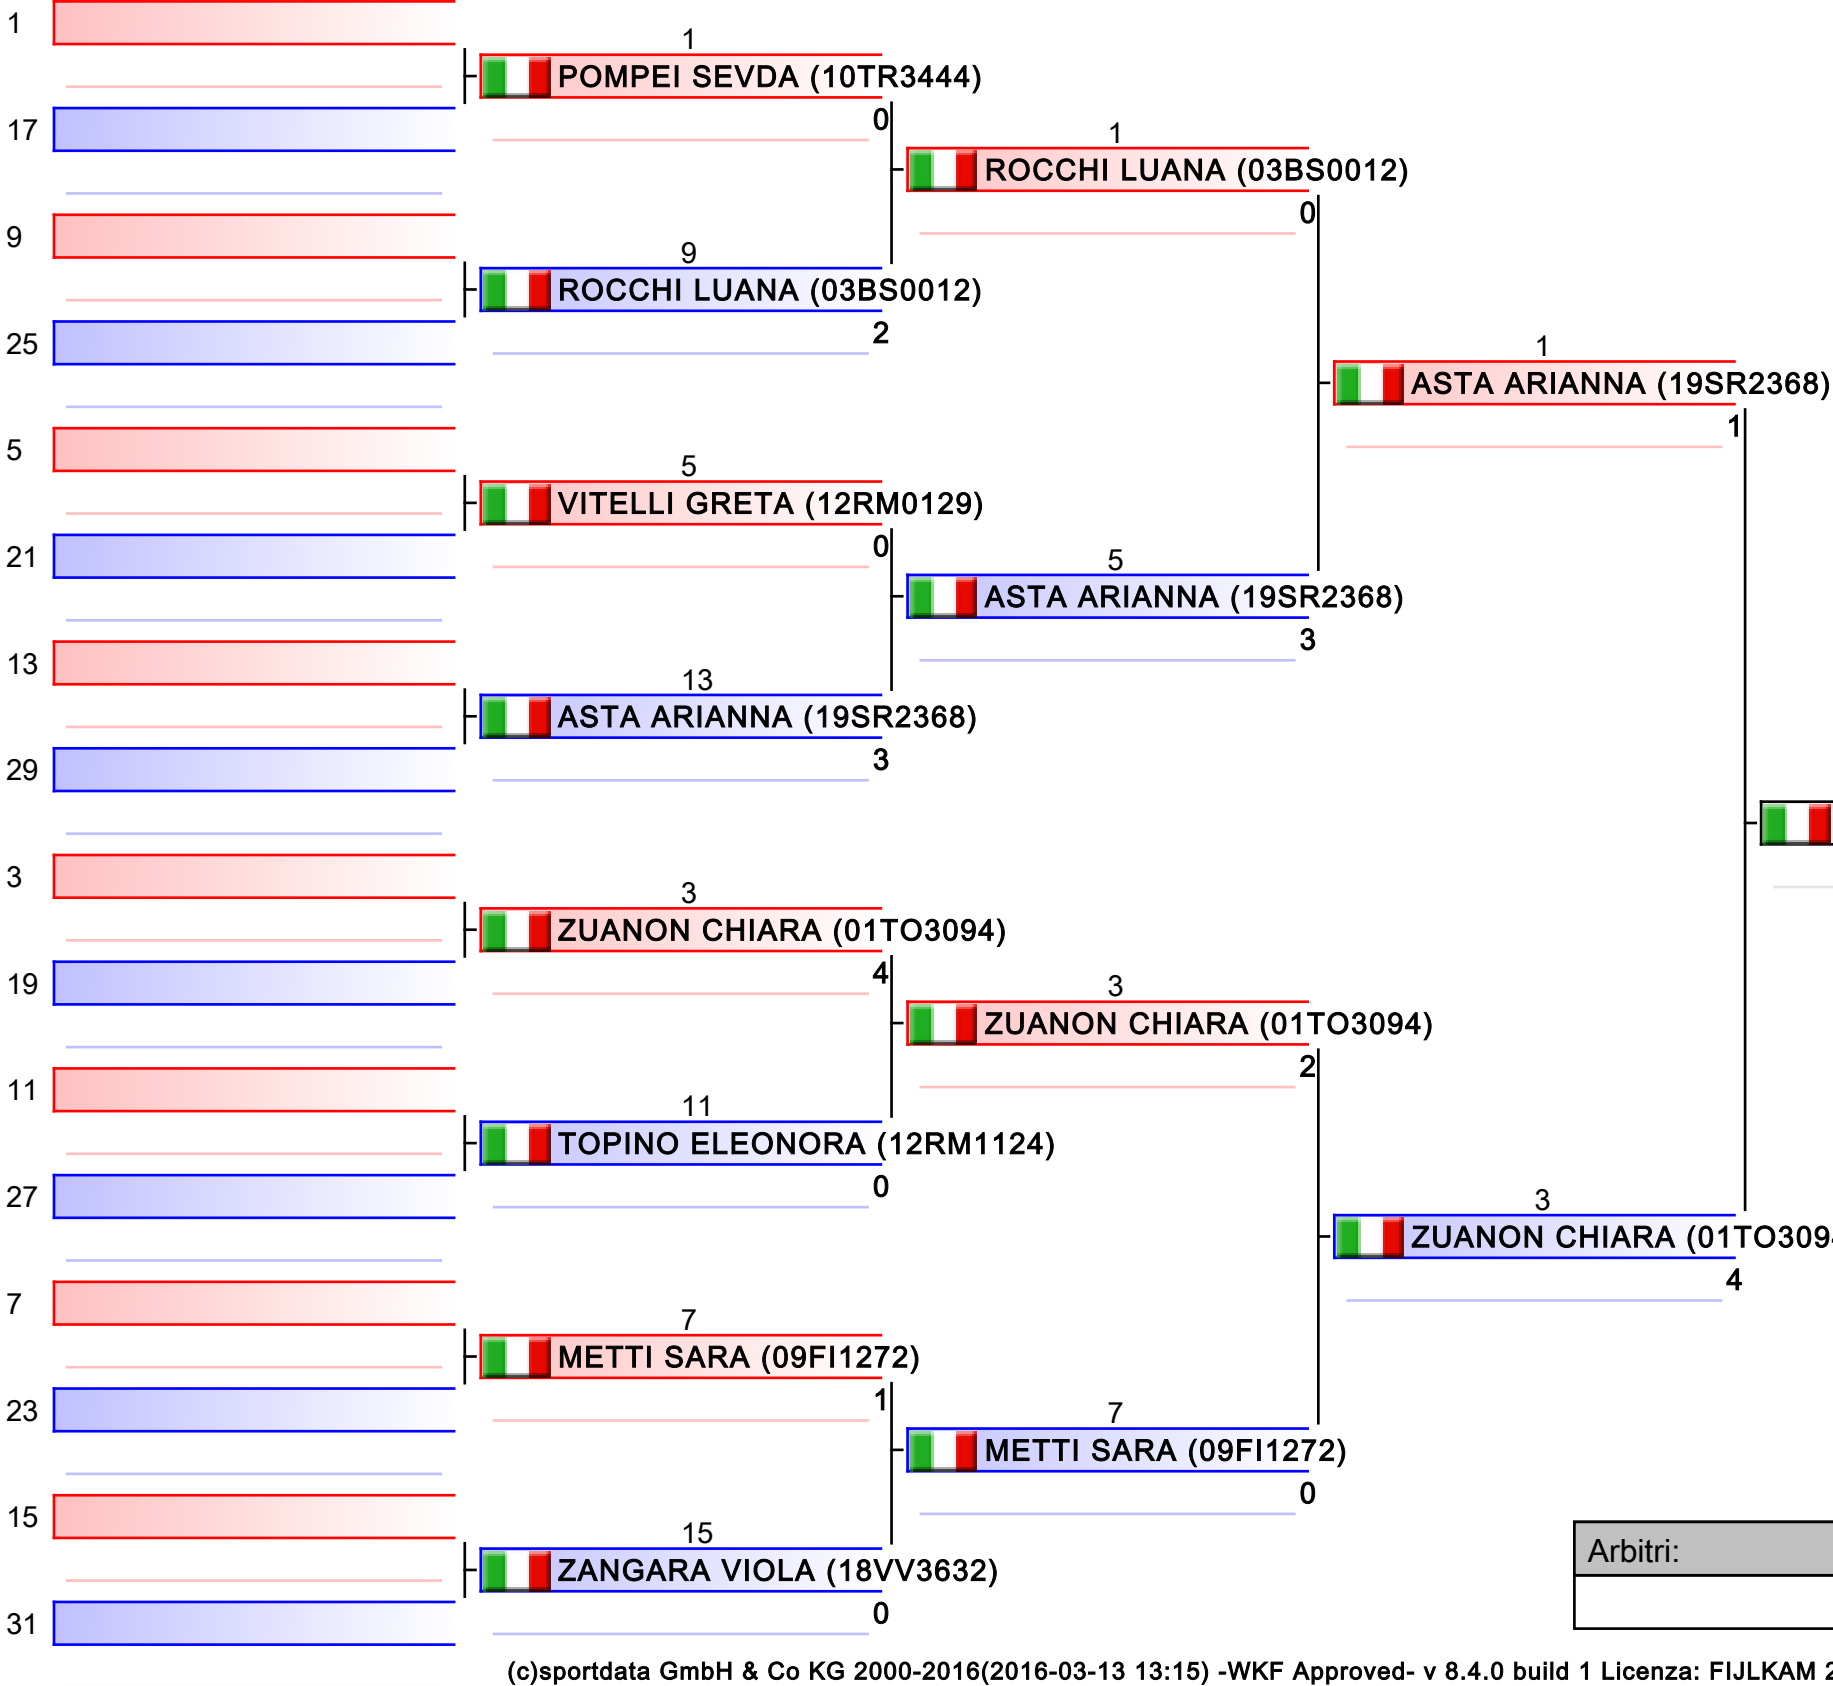 1
1
POMPEI SEVDA (10TR3444)
0
17
1
ROCCHI LUANA (03BS0012)
0
9
9
ROCCHI LUANA (03BS0012)
2
25
1
ASTA ARIANNA (19SR2368)
1
5
5
VITELLI GRETA (12RM0129)
0
21
5
ASTA ARIANNA (19SR2368)
3
13
13
ASTA ARIANNA (19SR2368)
3
29
3
3
ZUANON CHIARA (01TO3094)
4
19
3
ZUANON CHIARA (01TO3094)
2
11
11
TOPINO ELEONORA (12RM1124)
0
27
3
ZUANON CHIARA (01TO309
4
7
7
METTI SARA (09FI1272)
1
23
7
METTI SARA (09FI1272)
0
15
15
ZANGARA VIOLA (18VV3632)
0
31
Arbitri:
(c)sportdata GmbH & Co KG 2000-2016(2016-03-13 13:15) -WKF Approved- v 8.4.0 build 1 Licenza: FIJLKAM 2